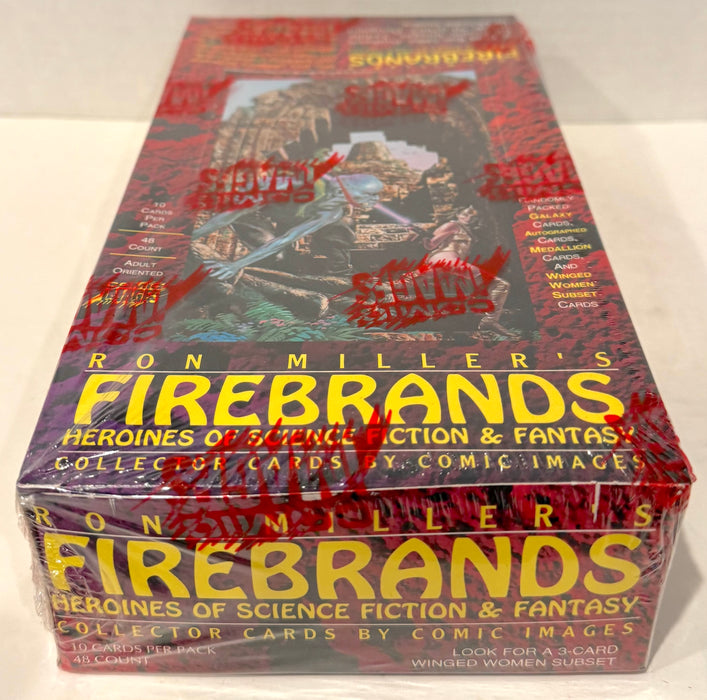 FIREBRANDS
10
CARDS
PER
PACK
48
COUNT
ADULT
ORIENTED
RANDOMLY
PACKED
GALAXY
CARDS,
AUTOGRAPHED
CARDS,
MEDALLION
CARDS,
AND
WINGED
WOMEN
SUBSET
CARDS
RON MILLER'S
FIREBRANDS
HEROINES OF SCIENCE FICTION & FANTASY
COLLECTOR CARDS BY COMIC IMAGES
RON MILLER'S
FIREBRANDS
HEROINES OF SCIENCE FICTION & FANTASY
COLLECTOR CARDS BY COMIC IMAGES
10 CARDS PER PACK
48 COUNT
LOOK FOR A 3-CARD
WINGED WOMEN SUBSET